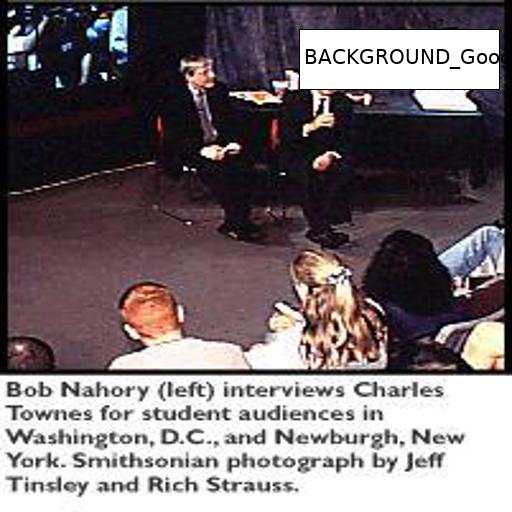 BACKGROUND_Goo
Bob Nahory (left) interviews Charles
Townes for student audiences in
Washington, D.C., and Newburgh, New
York. Smithsonian photograph by Jeff
Tinsley and Rich Strauss.